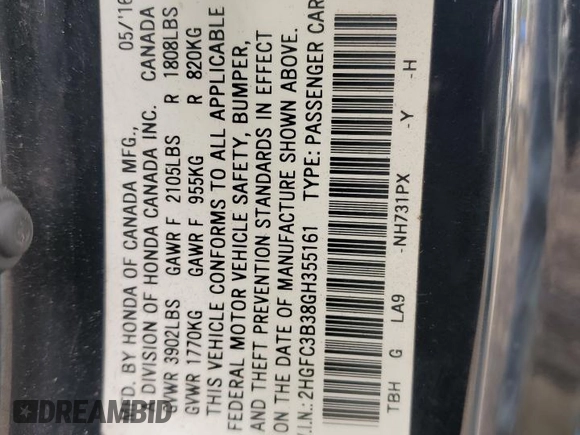 MFD. BY HONDA OF CANADA MFG., 05/'16
A DIVISION OF HONDA CANADA INC. CANADA
GVWR 3902LBS GAWR F 2105LBS R 1808LBS
GVWR 1770KG GAWR F 955KG R 820KG
THIS VEHICLE CONFORMS TO ALL APPLICABLE
FEDERAL MOTOR VEHICLE SAFETY, BUMPER,
AND THEFT PREVENTION STANDARDS IN EFFECT
ON THE DATE OF MANUFACTURE SHOWN ABOVE.
V.I.N.: 2HGFC3B38GH355161 TYPE: PASSENGER CAR
TBH G LA9 -NH731PX -Y -H
DREAMBID